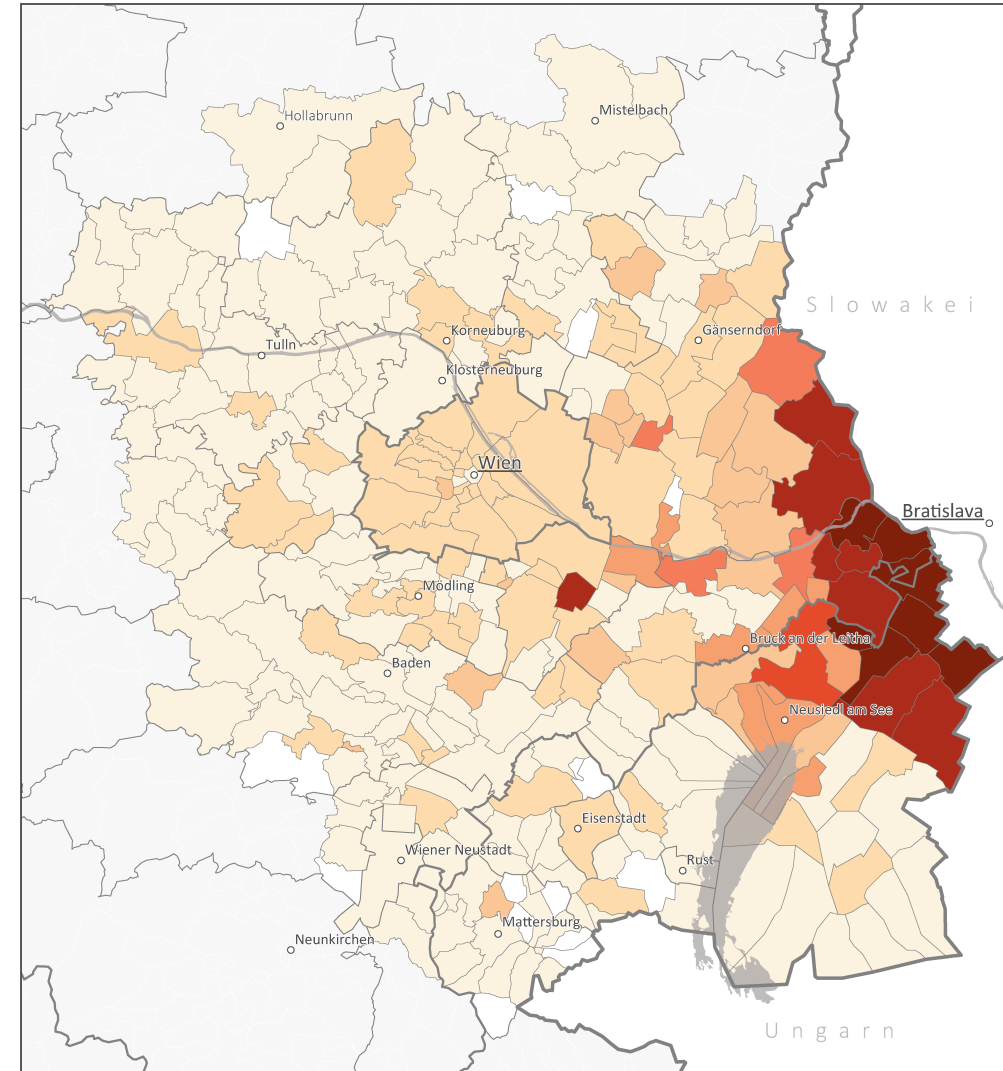 Mistelbach
Hollabrunn
Slowakei
Korneuburg
Gänserndorf
Tulln
Klosterneuburg
Wien
Bratislava
Mödling
Bruck an der Leitha
Baden
Neusiedl am See
Eisenstadt
Wiener Neustadt
Rust
Mattersburg
Neunkirchen
Ungarn